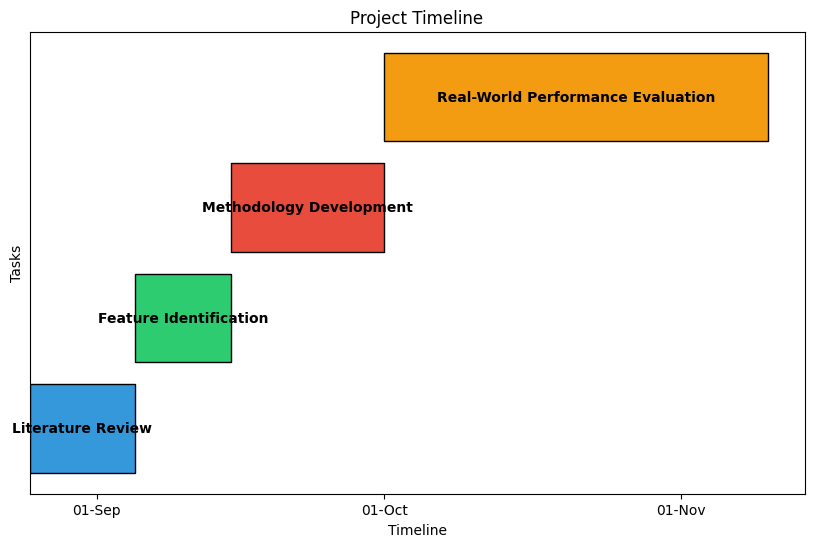 Project Timeline
Real-World Performance Evaluation
Methodology Development
Feature Identification
Literature Review
Tasks
01-Sep
01-Oct
01-Nov
Timeline